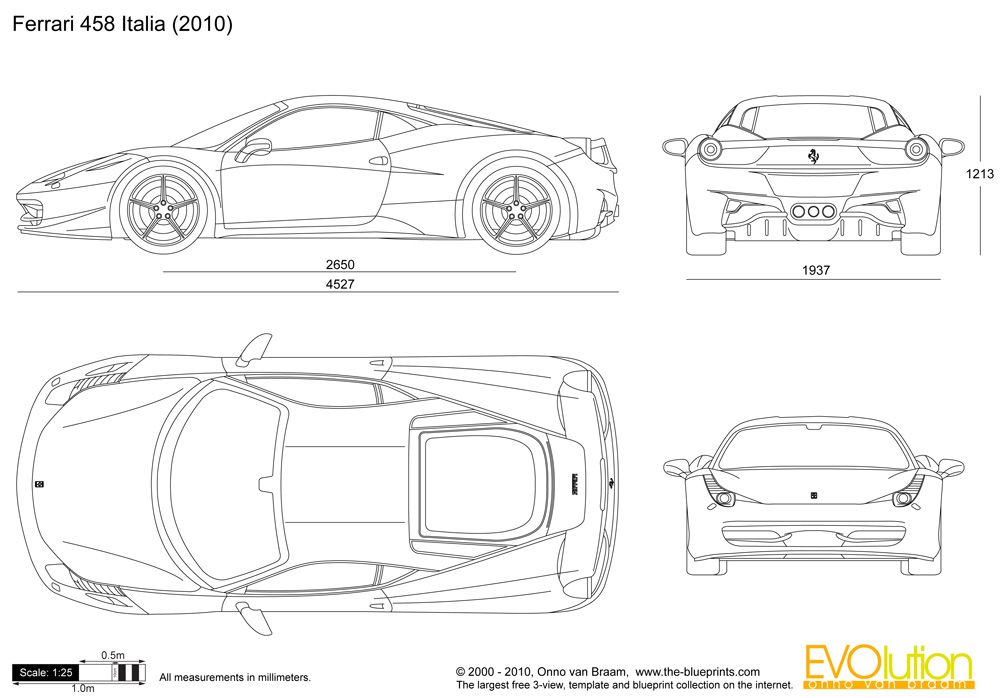 Ferrari 458 Italia (2010)
1213
2650
4527
1937
FERRARI
0.5m
Scale: 1:25
1.0m
All measurements in millimeters.
© 2000 - 2010, Onno van Braam, www.the-blueprints.com
The largest free 3-view, template and blueprint collection on the internet.
EVOlution
onno van braam